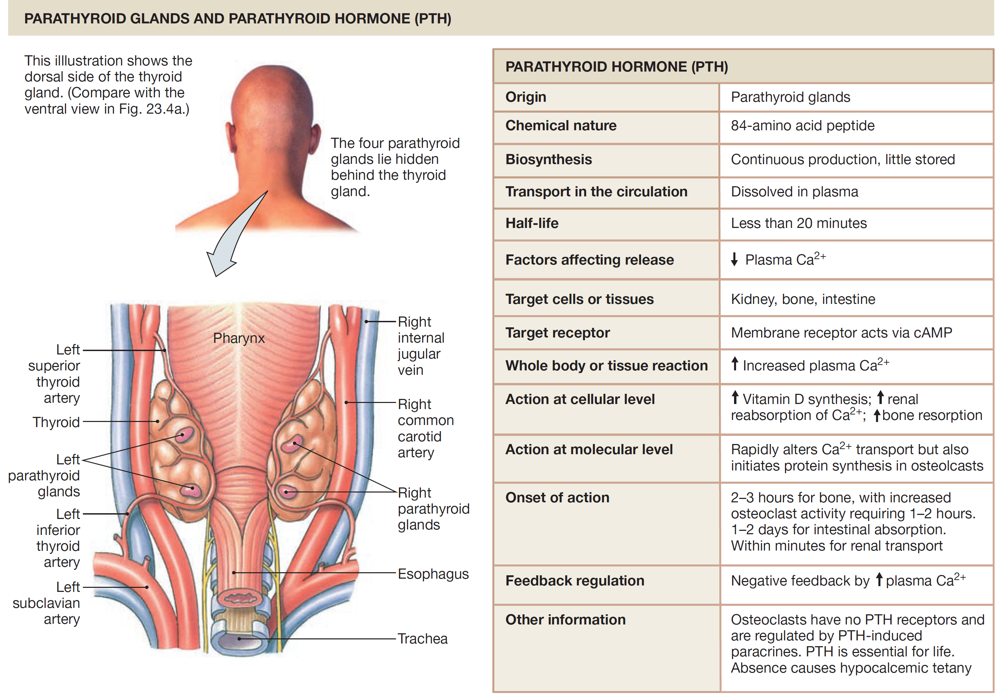 PARATHYROID GLANDS AND PARATHYROID HORMONE (PTH)
This illlustration shows the
dorsal side of the thyroid
gland. (Compare with the
ventral view in Fig. 23.4a.)
The four parathyroid
glands lie hidden
behind the thyroid
gland.
Pharynx
Left
superior
thyroid
artery
Thyroid
Left
parathyroid
glands
Left
inferior
thyroid
artery
Left
subclavian
artery
Right
internal
jugular
vein
Right
common
carotid
artery
Right
parathyroid
glands
Esophagus
Trachea
PARATHYROID HORMONE (PTH)
Origin
Parathyroid glands
Chemical nature
84-amino acid peptide
Biosynthesis
Continuous production, little stored
Transport in the circulation
Dissolved in plasma
Half-life
Less than 20 minutes
Factors affecting release
↓ Plasma Ca²⁺
Target cells or tissues
Kidney, bone, intestine
Target receptor
Membrane receptor acts via cAMP
Whole body or tissue reaction
↑ Increased plasma Ca²⁺
Action at cellular level
↑ Vitamin D synthesis; ↑ renal
reabsorption of Ca²⁺; ↑ bone resorption
Action at molecular level
Rapidly alters Ca²⁺ transport but also
initiates protein synthesis in osteolcasts
Onset of action
2–3 hours for bone, with increased
osteoclast activity requiring 1–2 hours.
1–2 days for intestinal absorption.
Within minutes for renal transport
Feedback regulation
Negative feedback by ↑ plasma Ca²⁺
Other information
Osteoclasts have no PTH receptors and
are regulated by PTH-induced
paracrines. PTH is essential for life.
Absence causes hypocalcemic tetany